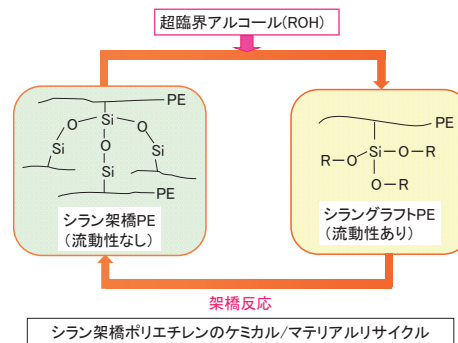 超臨界アルコール(ROH)
PE
O
Si
O
Si
O
Si
Si
PE
シラン架橋PE
(流動性なし)
PE
R-O
Si
O-R
O-R
シラングラフトPE
(流動性あり)
架橋反応
シラン架橋ポリエチレンのケミカル/マテリアルリサイクル